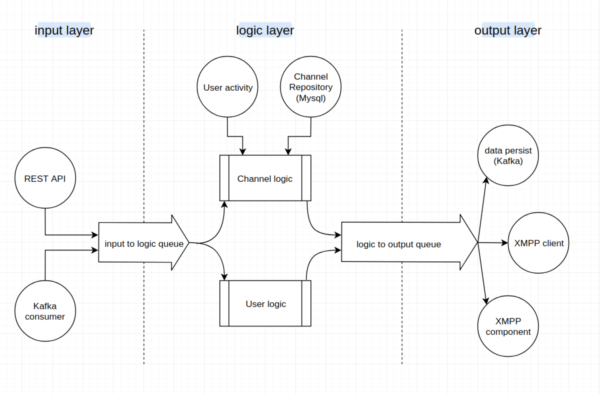 input layer
logic layer
output layer
User activity
Channel
Repository
(Mysql)
REST API
Channel logic
data persist
(Kafka)
input to logic queue
logic to output queue
XMPP client
Kafka
consumer
User logic
XMPP
component